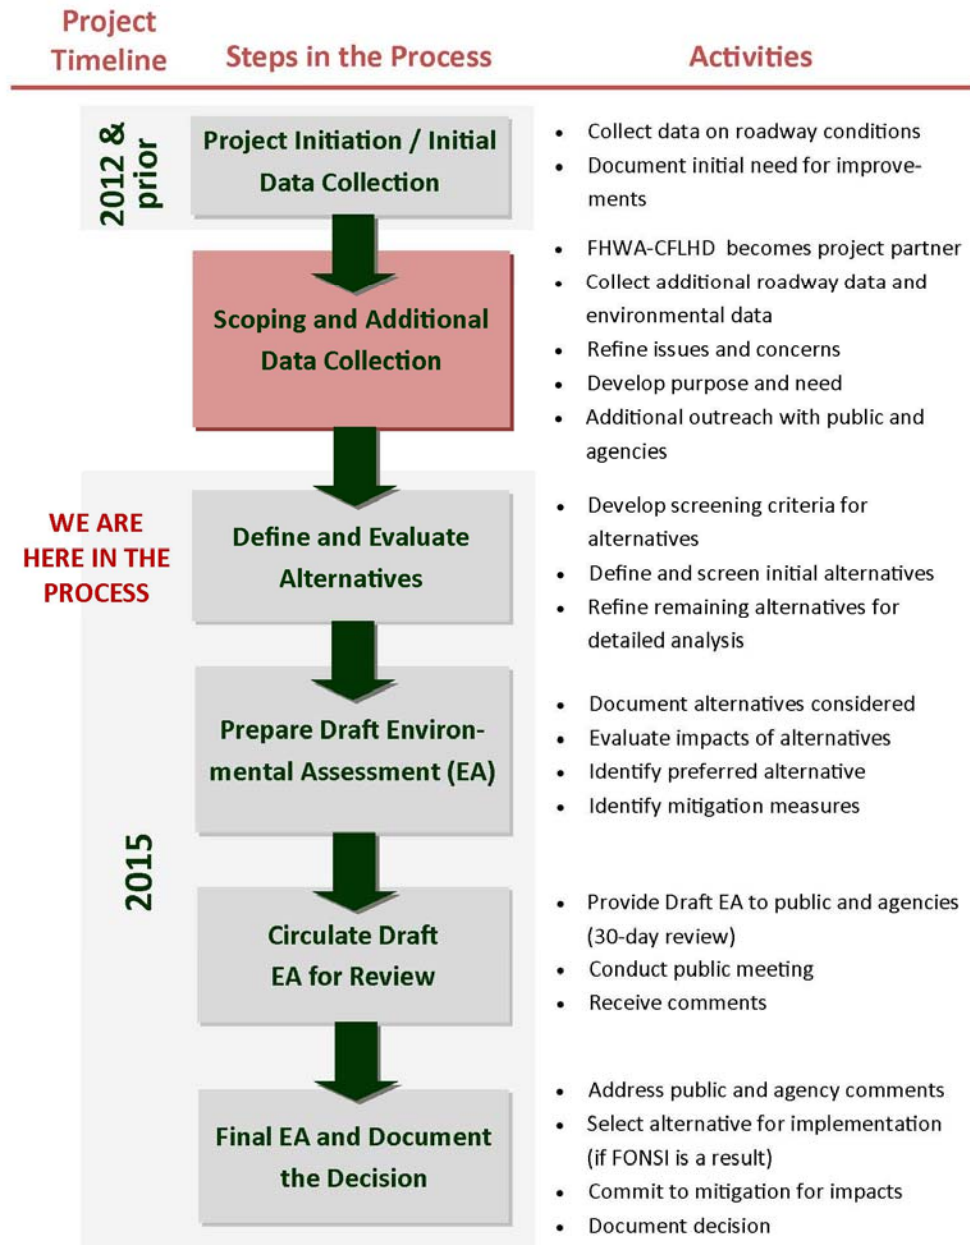 Project
Timeline
Steps in the Process
Activities
2012 &
prior
Project Initiation / Initial
Data Collection
• Collect data on roadway conditions
• Document initial need for improve-
ments
Scoping and Additional
Data Collection
• FHWA-CFLHD becomes project partner
• Collect additional roadway data and
environmental data
• Refine issues and concerns
• Develop purpose and need
• Additional outreach with public and
agencies
WE ARE
HERE IN THE
PROCESS
2015
Define and Evaluate
Alternatives
• Develop screening criteria for
alternatives
• Define and screen initial alternatives
• Refine remaining alternatives for
detailed analysis
Prepare Draft Environ-
mental Assessment (EA)
• Document alternatives considered
• Evaluate impacts of alternatives
• Identify preferred alternative
• Identify mitigation measures
Circulate Draft
EA for Review
• Provide Draft EA to public and agencies
(30-day review)
• Conduct public meeting
• Receive comments
Final EA and Document
the Decision
• Address public and agency comments
• Select alternative for implementation
(if FONSI is a result)
• Commit to mitigation for impacts
• Document decision